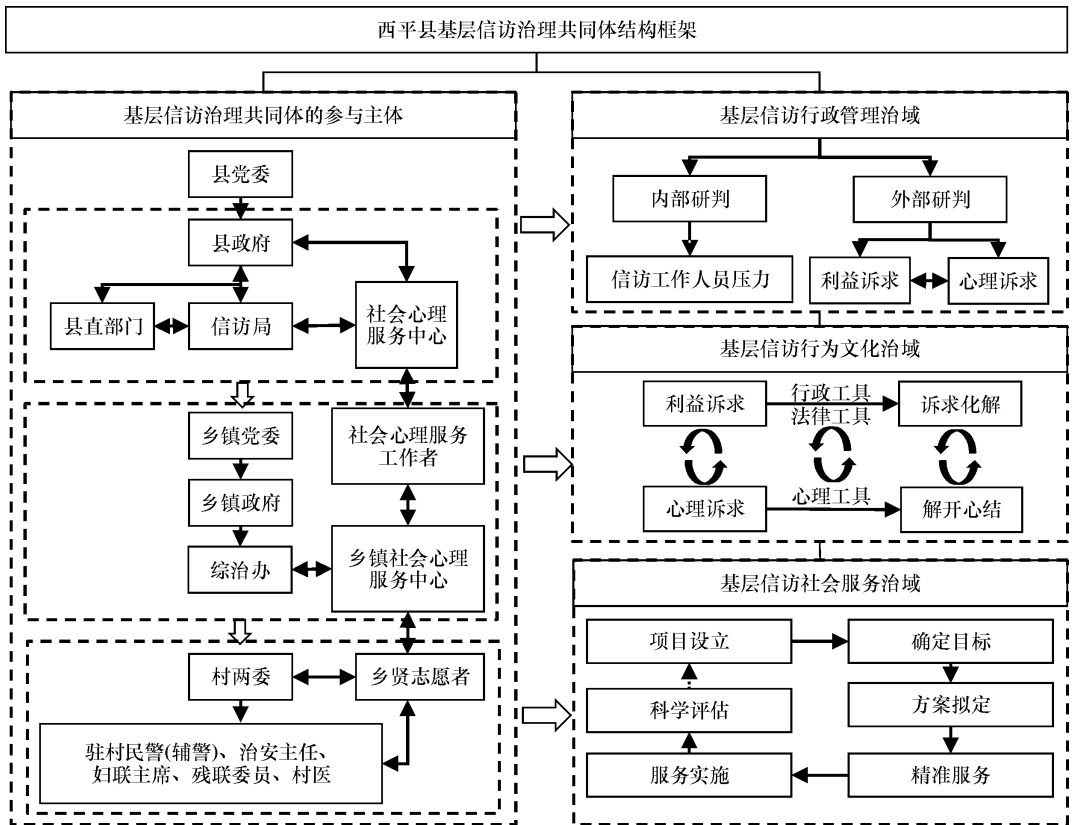 西平县基层信访治理共同体结构框架
基层信访治理共同体的参与主体
县党委
县政府
县直部门
信访局
社会心理
服务中心
乡镇党委
乡镇政府
综治办
社会心理服务
工作者
乡镇社会心理
服务中心
村两委
乡贤志愿者
驻村民警(辅警)、治安主任、
妇联主席、残联委员、村医
基层信访行政管理治域
内部研判
外部研判
信访工作人员压力
利益诉求
心理诉求
基层信访行为文化治域
利益诉求
行政工具
法律工具
诉求化解
心理诉求
心理工具
解开心结
基层信访社会服务治域
项目设立
确定目标
科学评估
方案拟定
服务实施
精准服务